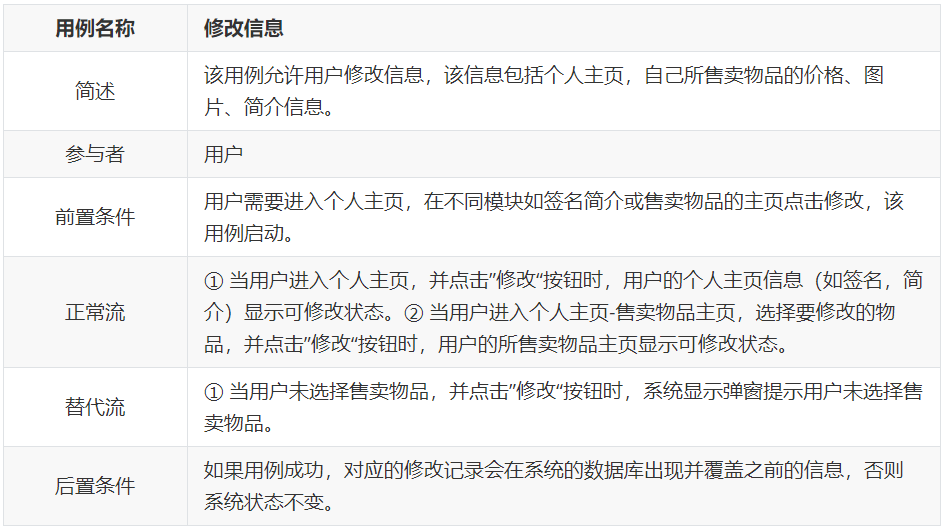 用例名称
修改信息
简述
该用例允许用户修改信息，该信息包括个人主页，自己所售卖物品的价格、图
片、简介信息。
参与者
用户
前置条件
用户需要进入个人主页，在不同模块如签名简介或售卖物品的主页点击修改，该
用例启动。
正常流
① 当用户进入个人主页，并点击”修改“按钮时，用户的个人主页信息（如签名，简
介）显示可修改状态。② 当用户进入个人主页-售卖物品主页，选择要修改的物
品，并点击”修改“按钮时，用户的所售卖物品主页显示可修改状态。
替代流
① 当用户未选择售卖物品，并点击”修改“按钮时，系统显示弹窗提示用户未选择售
卖物品。
后置条件
如果用例成功，对应的修改记录会在系统的数据库出现并覆盖之前的信息，否则
系统状态不变。